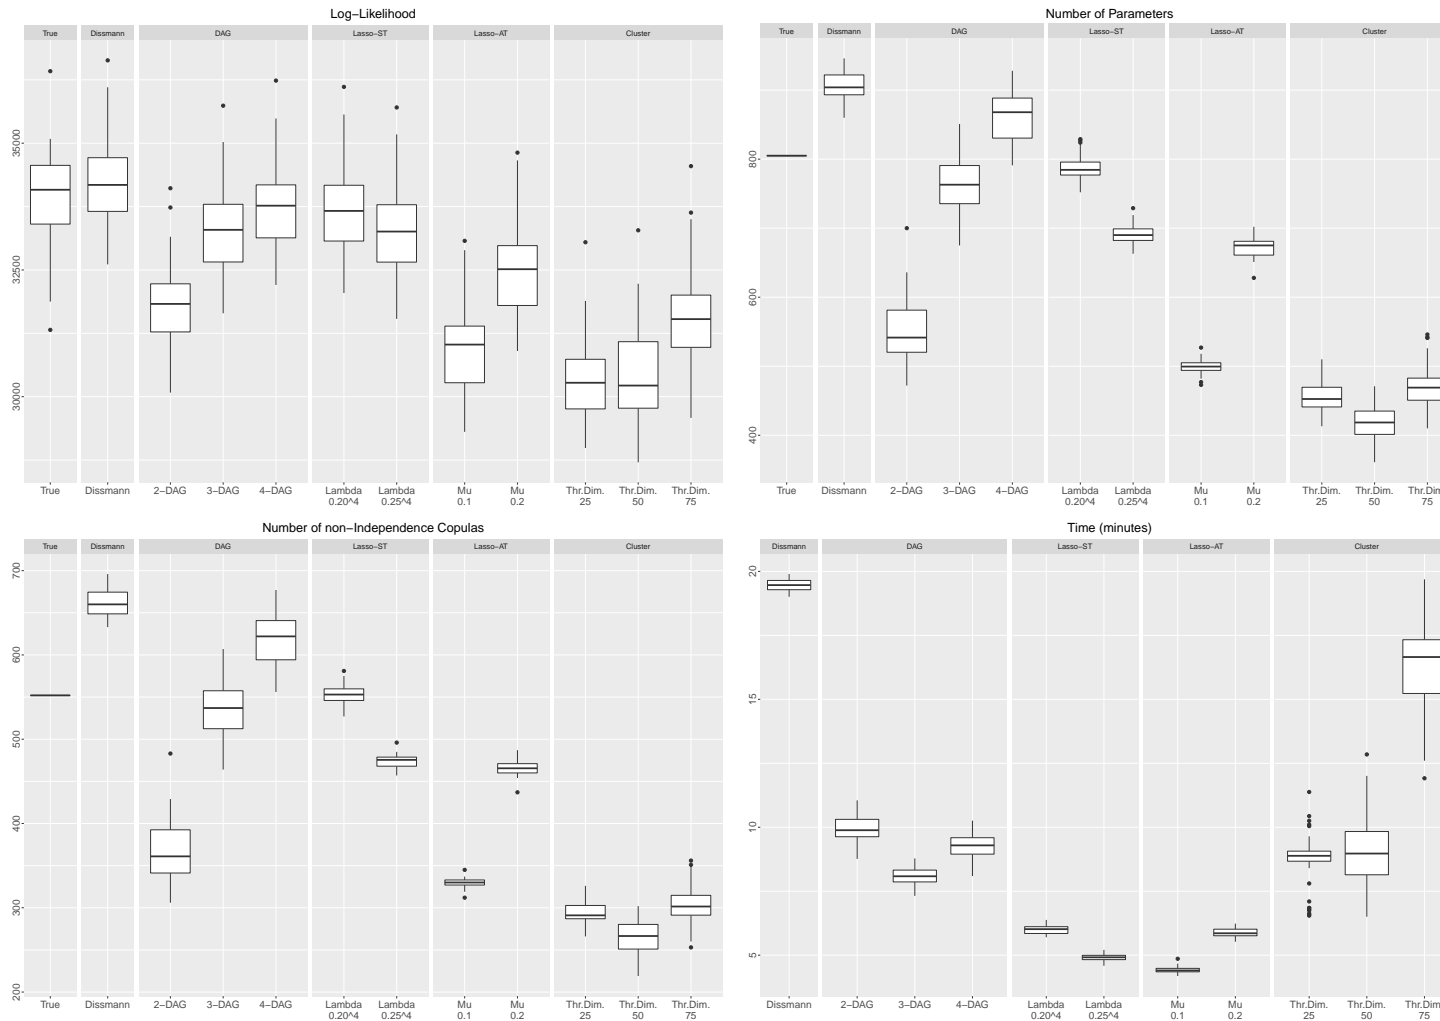 Log−Likelihood
True Dissmann DAG Lasso−ST Lasso−AT Cluster
35000
32500
30000
True Dissmann 2−DAG 3−DAG 4−DAG Lambda Lambda Mu Mu Thr.Dim. Thr.Dim. Thr.Dim.
0.20^4 0.25^4 0.1 0.2 25 50 75
Number of Parameters
True Dissmann DAG Lasso−ST Lasso−AT Cluster
800
600
400
True Dissmann 2−DAG 3−DAG 4−DAG Lambda Lambda Mu Mu Thr.Dim. Thr.Dim. Thr.Dim
0.20^4 0.25^4 0.1 0.2 25 50 75
Number of non−Independence Copulas
True Dissmann DAG Lasso−ST Lasso−AT Cluster
700
600
500
400
300
200
True Dissmann 2−DAG 3−DAG 4−DAG Lambda Lambda Mu Mu Thr.Dim. Thr.Dim. Thr.Dim.
0.20^4 0.25^4 0.1 0.2 25 50 75
Time (minutes)
Dissmann DAG Lasso−ST Lasso−AT Cluster
20
15
10
5
Dissmann 2−DAG 3−DAG 4−DAG Lambda Lambda Mu Mu Thr.Dim. Thr.Dim. Thr.Dim
0.20^4 0.25^4 0.1 0.2 25 50 75